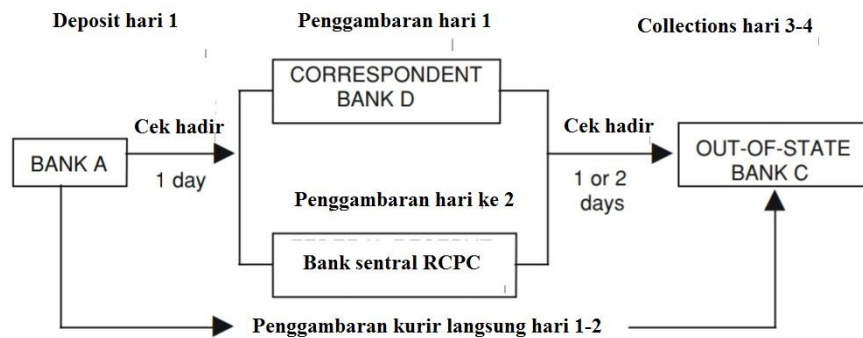 Deposit hari 1
Penggambaran hari 1
Collections hari 3-4
CORRESPONDENT
BANK D
Cek hadir
Cek hadir
BANK A
OUT-OF-STATE
BANK C
1 day
1 or 2
days
Penggambaran hari ke 2
Bank sentral RCPC
Penggambaran kurir langsung hari 1-2